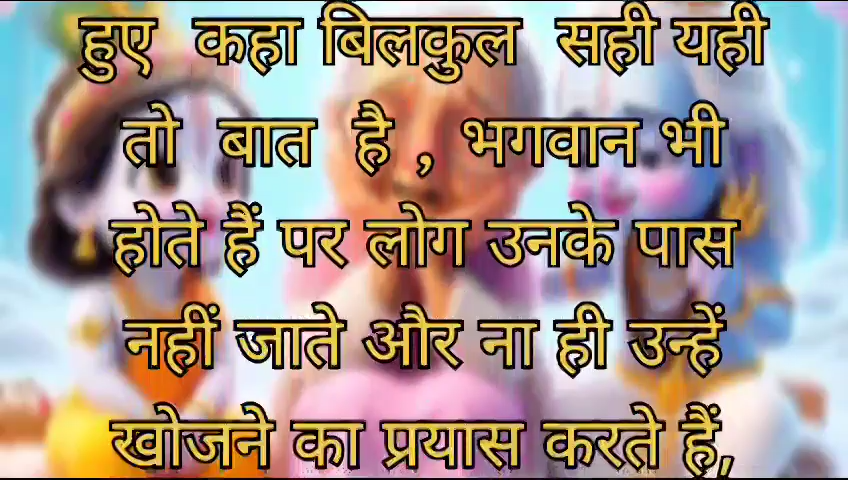 हुए कहा बिलकुल सही यही
तो बात है , भगवान भी
होते हैं पर लोग उनके पास
नहीं जाते और ना ही उन्हें
खोजने का प्रयास करते हैं,